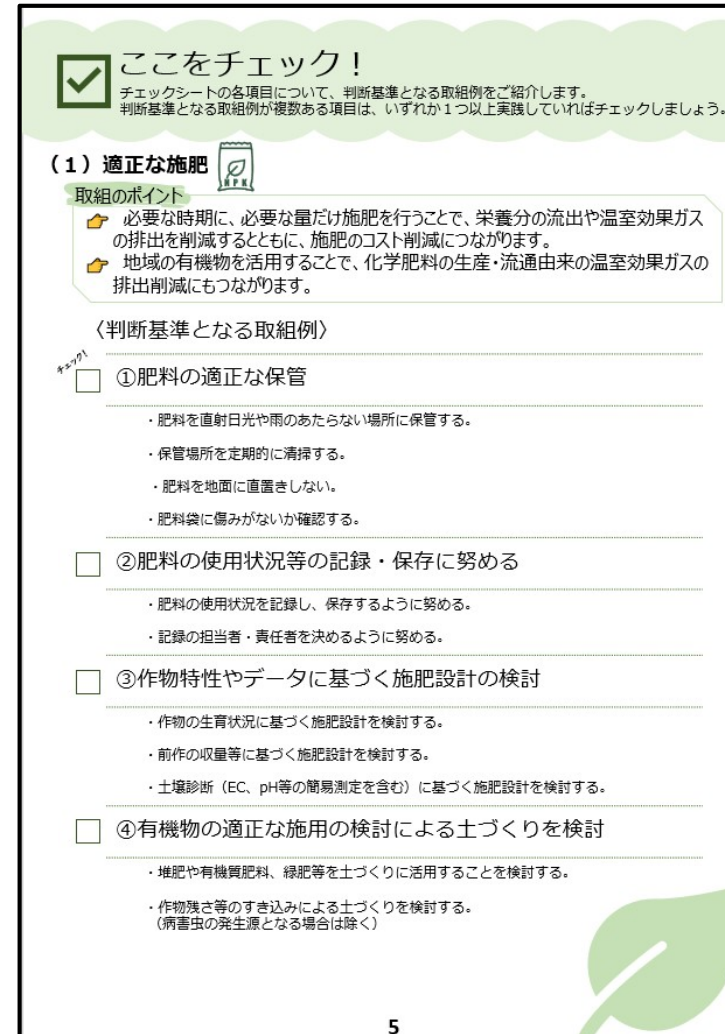 ここをチェック！
チェックシートの各項目について、判断基準となる取組例をご紹介します。
判断基準となる取組例が複数ある項目は、いずれか１つ以上実践していればチェックしましょう。
（１）適正な施肥
NPK
取組のポイント
必要な時期に、必要な量だけ施肥を行うことで、栄養分の流出や温室効果ガス
の排出を削減するとともに、施肥のコスト削減につながります。
地域の有機物を活用することで、化学肥料の生産・流通由来の温室効果ガスの
排出削減にもつながります。
〈判断基準となる取組例〉
チェック！
①肥料の適正な保管
・肥料を直射日光や雨のあたらない場所に保管する。
・保管場所を定期的に清掃する。
・肥料を地面に直置きしない。
・肥料袋に傷みがないか確認する。
②肥料の使用状況等の記録・保存に努める
・肥料の使用状況を記録し、保存するように努める。
・記録の担当者・責任者を決めるように努める。
③作物特性やデータに基づく施肥設計の検討
・作物の生育状況に基づく施肥設計を検討する。
・前作の収量等に基づく施肥設計を検討する。
・土壌診断（EC、pH等の簡易測定を含む）に基づく施肥設計を検討する。
④有機物の適正な施用の検討による土づくりを検討
・堆肥や有機質肥料、緑肥等を土づくりに活用することを検討する。
・作物残さ等のすき込みによる土づくりを検討する。
（病害虫の発生源となる場合は除く）
5